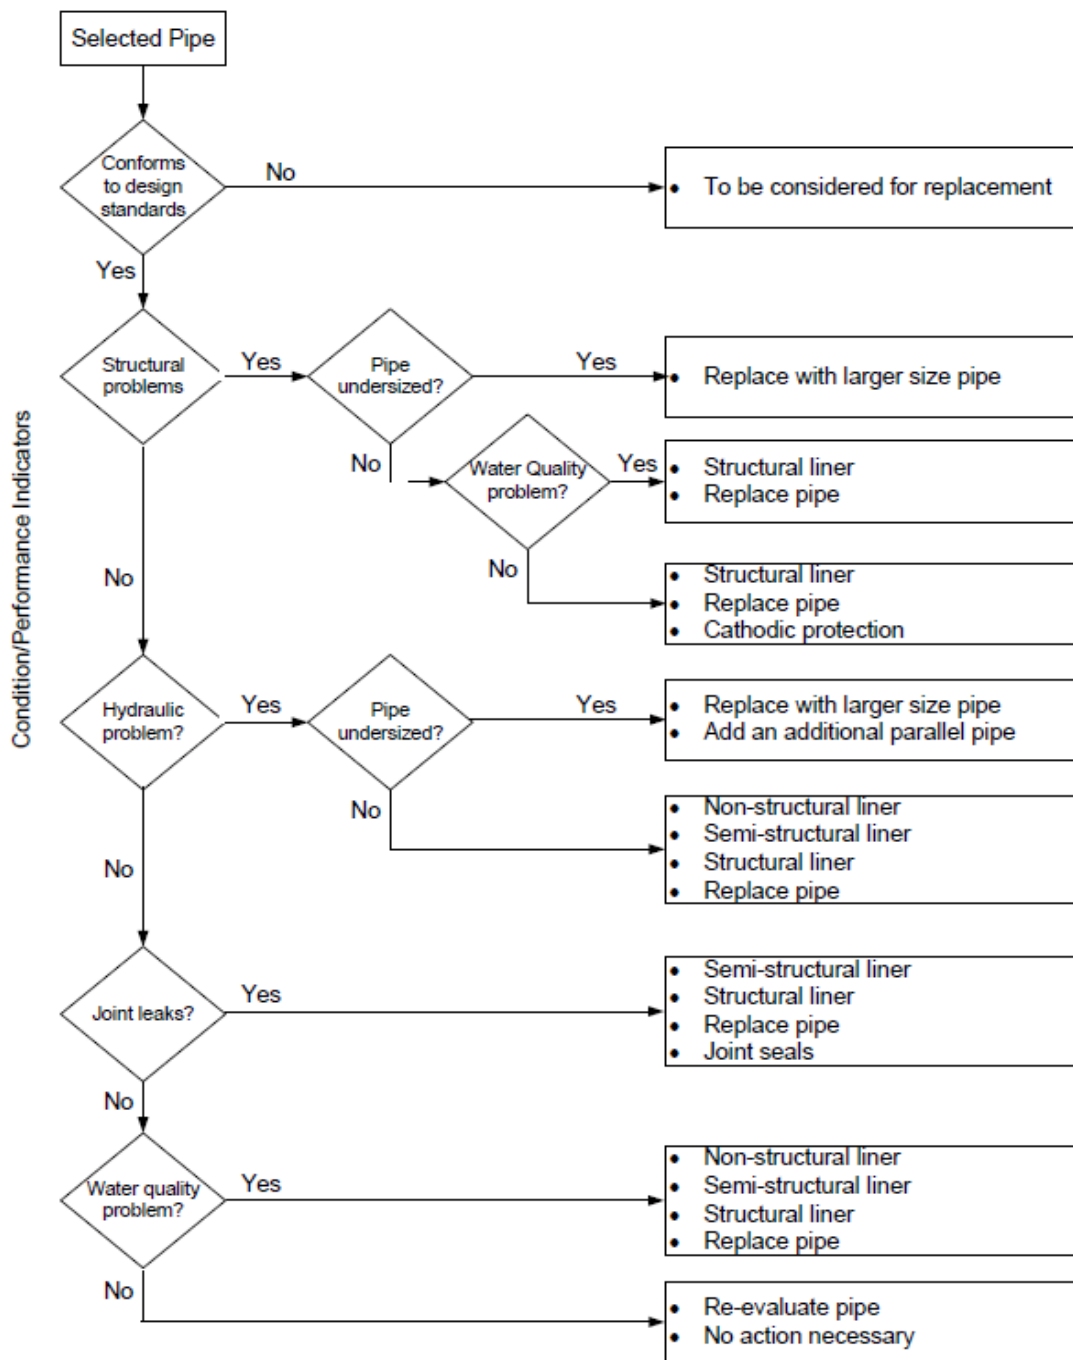 Selected Pipe
Conforms
to design
standards
No
• To be considered for replacement
Yes
Condition/Performance Indicators
Structural
problems
Yes
Pipe
undersized?
Yes
• Replace with larger size pipe
No
Water Quality
problem?
Yes
• Structural liner
• Replace pipe
No
• Structural liner
• Replace pipe
• Cathodic protection
No
Hydraulic
problem?
Yes
Pipe
undersized?
Yes
• Replace with larger size pipe
• Add an additional parallel pipe
No
• Non-structural liner
• Semi-structural liner
• Structural liner
• Replace pipe
No
Joint leaks?
Yes
• Semi-structural liner
• Structural liner
• Replace pipe
• Joint seals
No
Water quality
problem?
Yes
• Non-structural liner
• Semi-structural liner
• Structural liner
• Replace pipe
No
• Re-evaluate pipe
• No action necessary